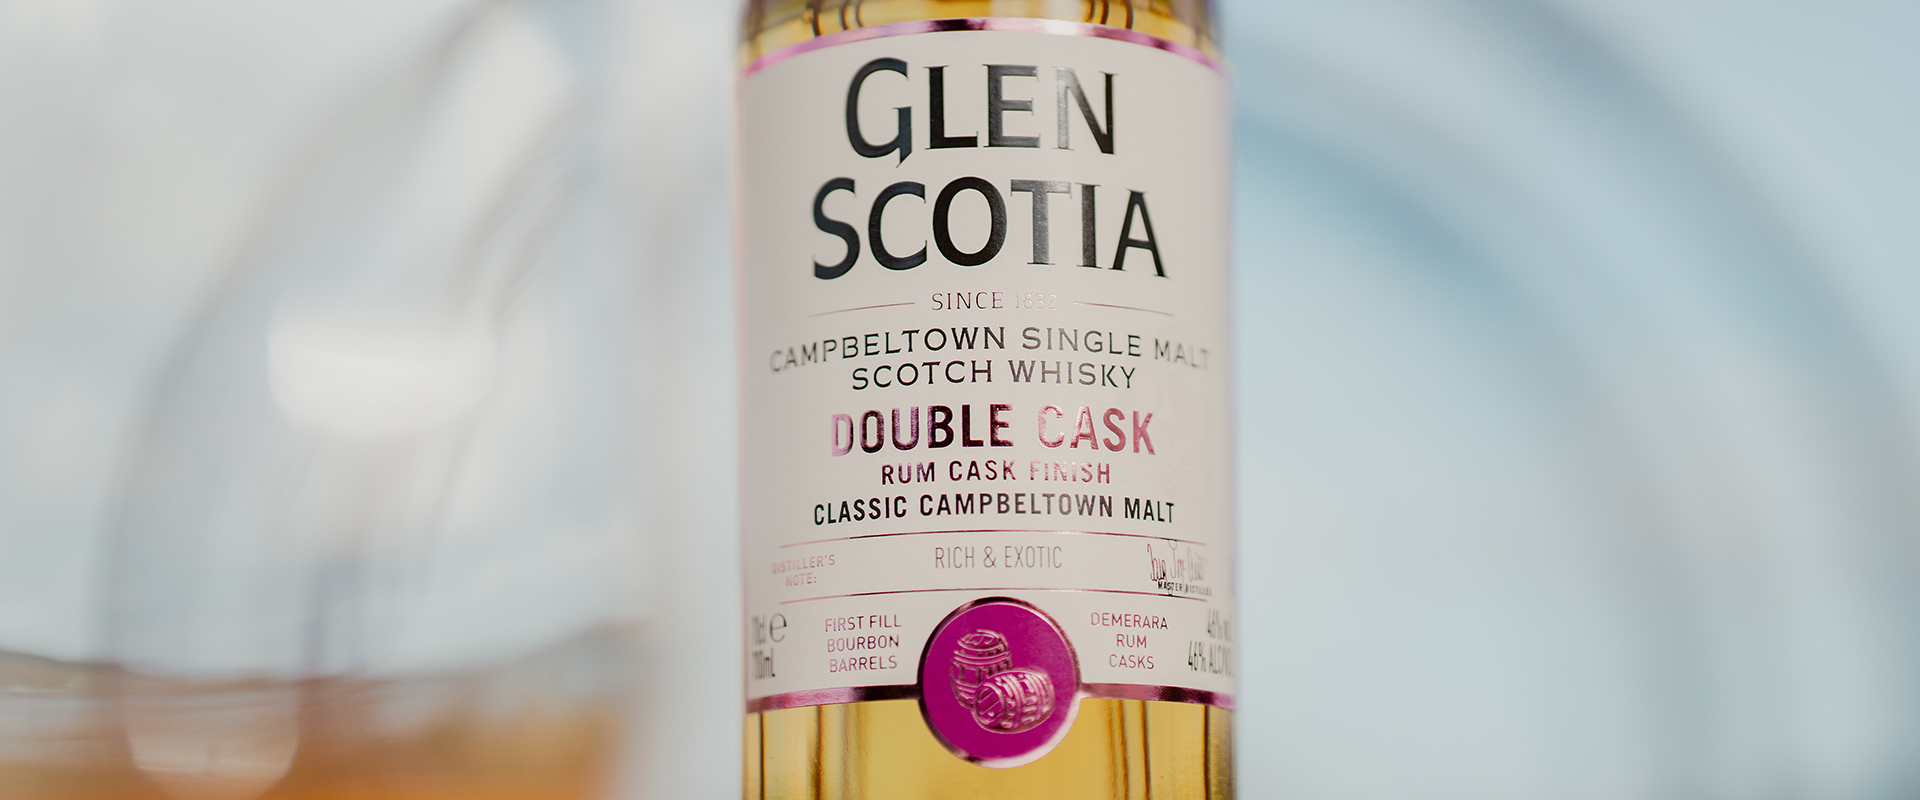 GLEN
SCOTIA
SINCE 1832
CAMPBELTOWN SINGLE MALT
SCOTCH WHISKY
DOUBLE CASK
RUM CASK FINISH
CLASSIC CAMPBELTOWN MALT
DISTILLER'S
NOTE:
RICH & EXOTIC
MASTER DISTILLER
70cl e
700mL
FIRST FILL
BOURBON
BARRELS
DEMERARA
RUM
CASKS
46%
46%